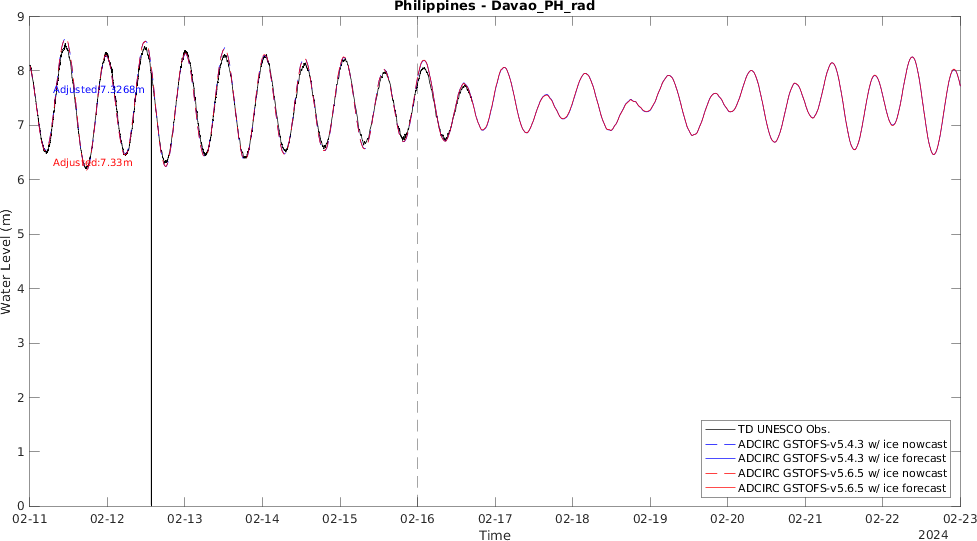 Philippines - Davao_PH_rad
9
8
7
6
5
4
3
2
1
0
Water Level (m)
Adjusted:7.3268m
Adjusted:7.33m
TD UNESCO Obs.
ADCIRC GSTOFS-v5.4.3 w/ ice nowcast
ADCIRC GSTOFS-v5.4.3 w/ ice forecast
ADCIRC GSTOFS-v5.6.5 w/ ice nowcast
ADCIRC GSTOFS-v5.6.5 w/ ice forecast
02-11 02-12 02-13 02-14 02-15 02-16 02-17 02-18 02-19 02-20 02-21 02-22 02-23
Time
2024